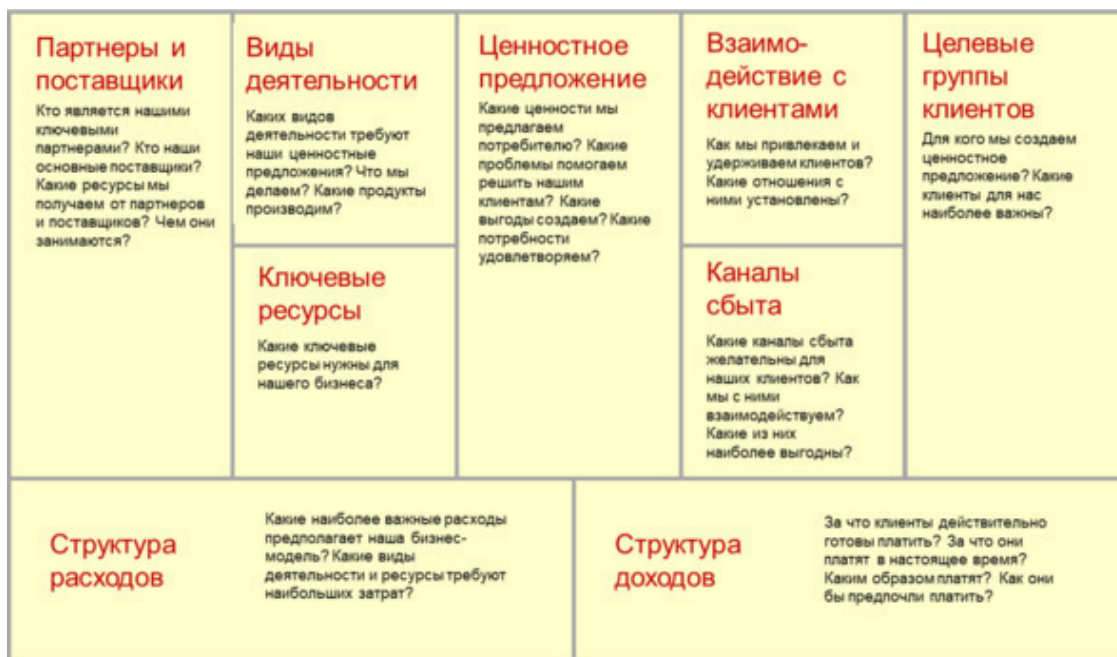 Партнеры и
поставщики
Кто является нашими
ключевыми
партнерами? Кто наши
основные поставщики?
Какие ресурсы мы
получаем от партнеров
и поставщиков? Чем они
занимаются?
Виды
деятельности
Каких видов
деятельности требуют
наши ценностные
предложения? Что мы
делаем? Какие продукты
производим?
Ключевые
ресурсы
Какие ключевые
ресурсы нужны для
нашего бизнеса?
Ценностное
предложение
Какие ценности мы
предлагаем
потребителю? Какие
проблемы помогаем
решить нашим
клиентам? Какие
выгоды создаем? Какие
потребности
удовлетворяем?
Взаимо-
действие с
клиентами
Как мы привлекаем и
удерживаем клиентов?
Какие отношения с
ними установлены?
Каналы
сбыта
Какие каналы сбыта
желательны для
наших клиентов? Как
мы с ними
взаимодействуем?
Какие из них
наиболее выгодны?
Целевые
группы
клиентов
Для кого мы создаем
ценностное
предложение? Какие
клиенты для нас
наиболее важны?
Структура
расходов
Какие наиболее важные расходы
предполагает наша бизнес-
модель? Какие виды
деятельности и ресурсы требуют
наибольших затрат?
Структура
доходов
За что клиенты действительно
готовы платить? За что они
платят в настоящее время?
Каким образом платят? Как они
бы предпочли платить?